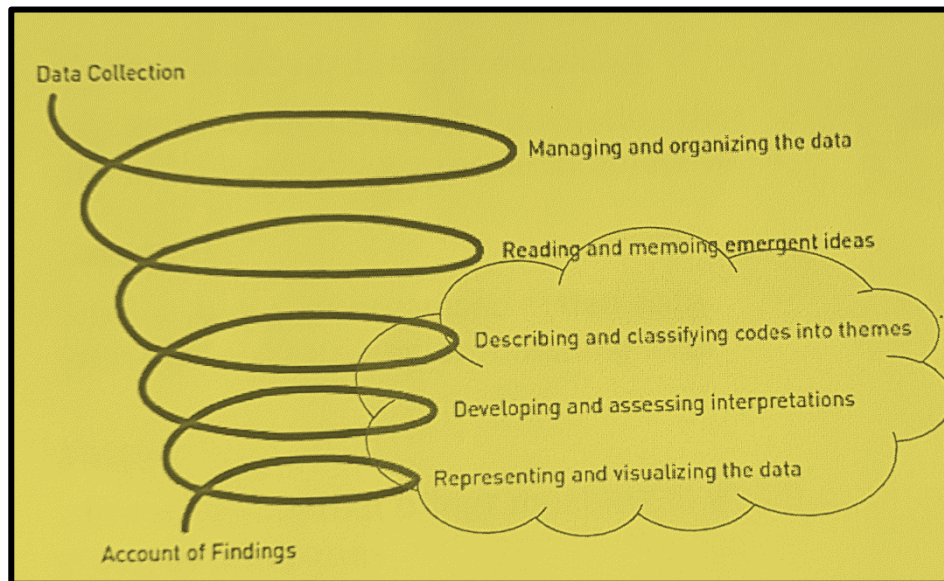 Data Collection
Managing and organizing the data
Reading and memoing emergent ideas
Describing and classifying codes into themes
Developing and assessing interpretations
Representing and visualizing the data
Account of Findings